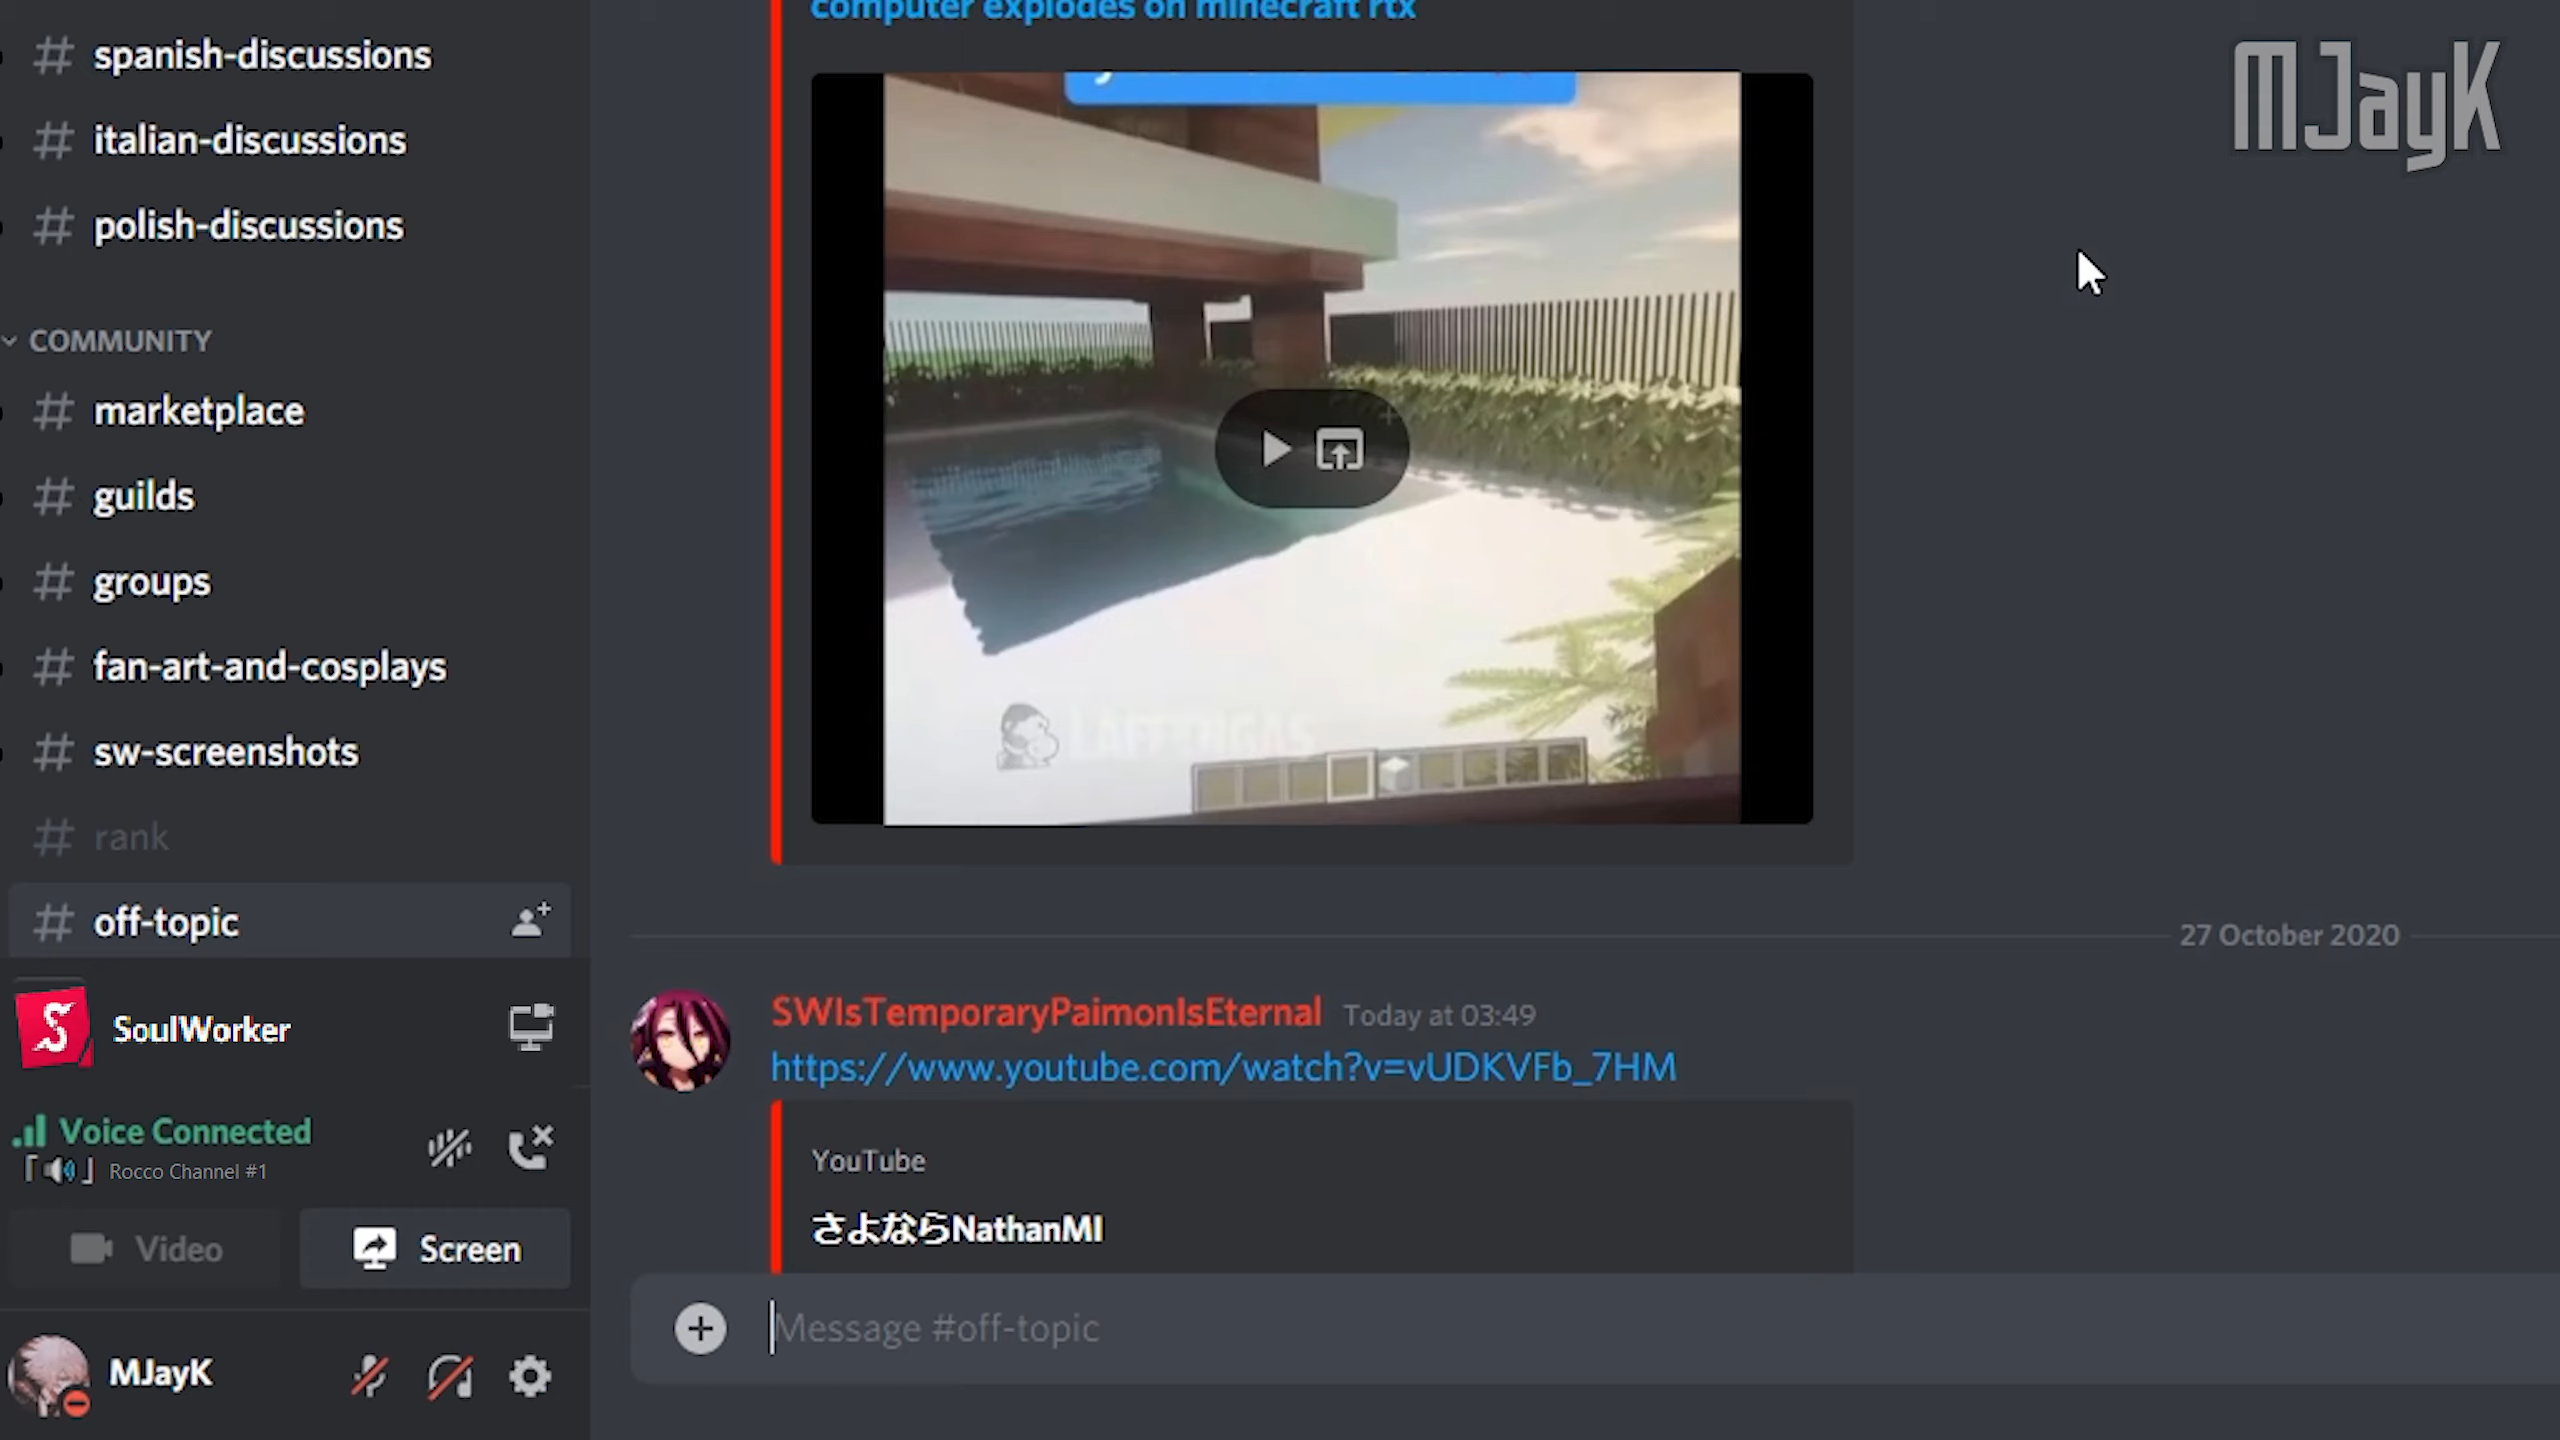 spanish-discussions
italian-discussions
polish-discussions
COMMUNITY
marketplace
guilds
groups
fan-art-and-cosplays
sw-screenshots
rank
off-topic
SoulWorker
Voice Connected
「🔊」 Rocco Channel #1
Video
Screen
MJayK
computer explodes on minecraft rtx
MJayK
27 October 2020
SWIsTemporaryPaimonIsEternal Today at 03:49
https://www.youtube.com/watch?v=vUDKVFb_7HM
YouTube
さよならNathanMI
Message #off-topic